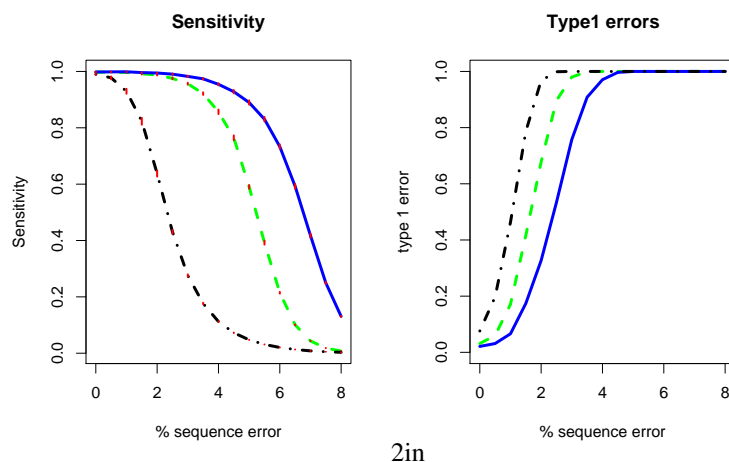 Sensitivity
Type1 errors
Sensitivity
1.0
0.8
0.6
0.4
0.2
0.0
0 2 4 6 8
% sequence error
type 1 error
1.0
0.8
0.6
0.4
0.2
0.0
0 2 4 6 8
% sequence error
2in